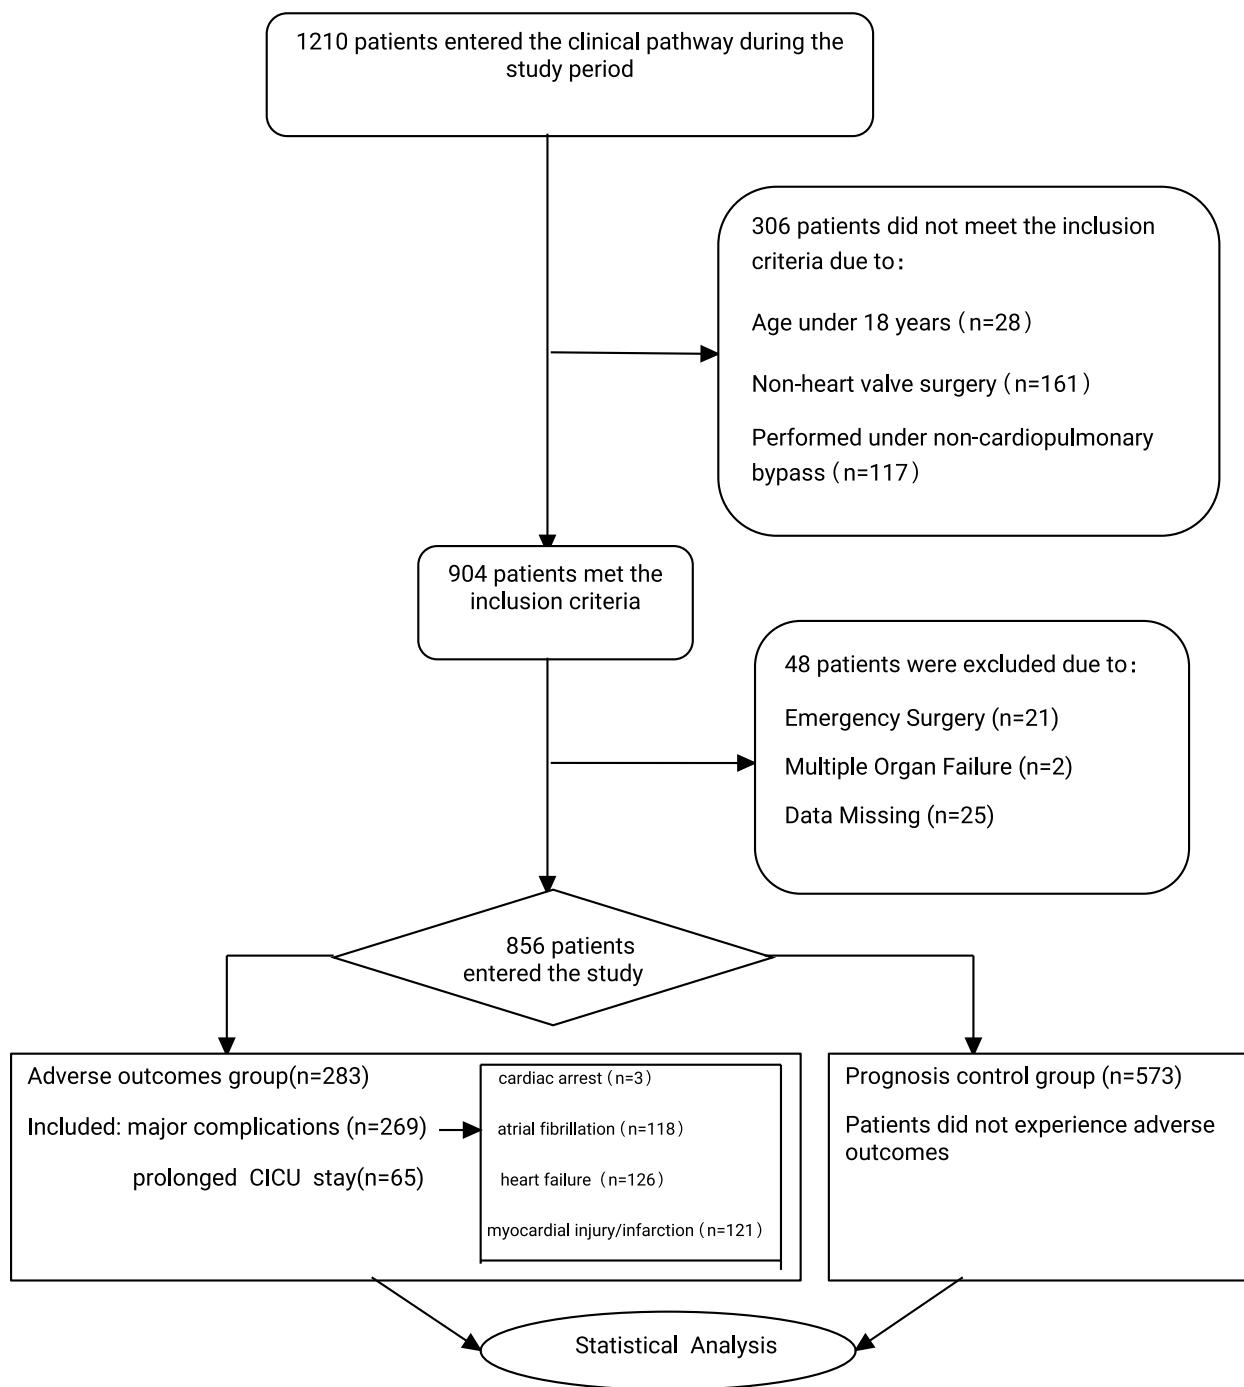 1210 patients entered the clinical pathway during the
study period
306 patients did not meet the inclusion
criteria due to：
Age under 18 years（n=28）
Non-heart valve surgery（n=161）
Performed under non-cardiopulmonary
bypass（n=117）
904 patients met the
inclusion criteria
48 patients were excluded due to：
Emergency Surgery (n=21)
Multiple Organ Failure (n=2)
Data Missing (n=25)
856 patients
entered the study
Adverse outcomes group(n=283)
Included: major complications (n=269)
prolonged CICU stay(n=65)
cardiac arrest（n=3）
atrial fibrillation（n=118）
heart failure（n=126）
myocardial injury/infarction（n=121）
Prognosis control group (n=573)
Patients did not experience adverse
outcomes
Statistical Analysis